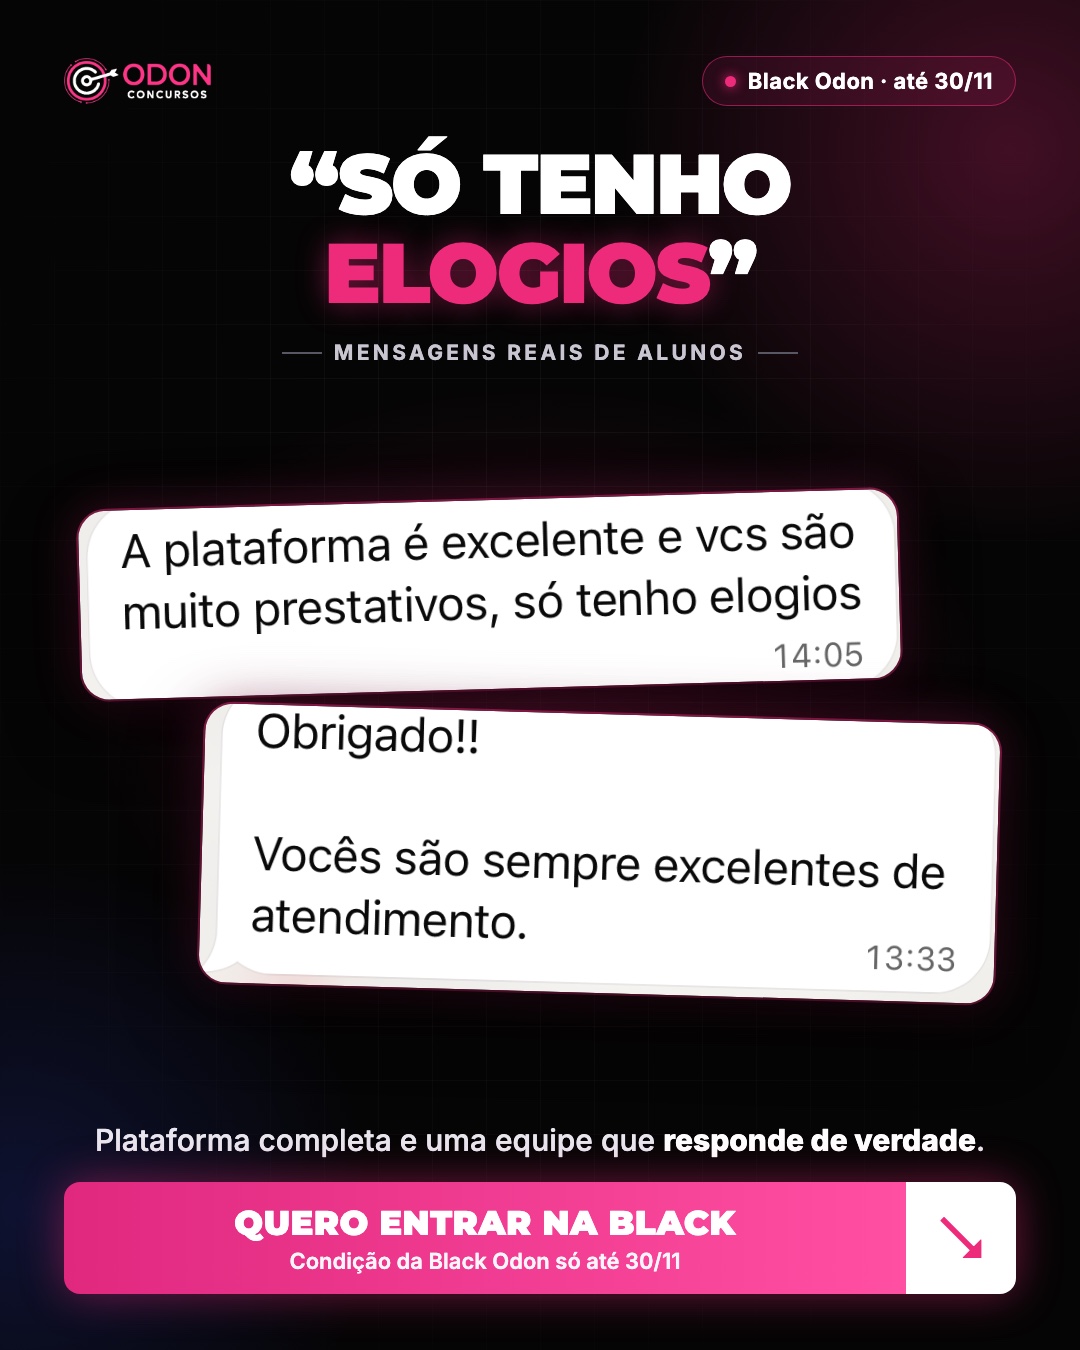 ODON
CONCURSOS
Black Odon · até 30/11
“SÓ TENHO
ELOGIOS”
MENSAGENS REAIS DE ALUNOS
A plataforma é excelente e vcs são
muito prestativos, só tenho elogios
14:05
Obrigado!!
Vocês são sempre excelentes de
atendimento.
13:33
Plataforma completa e uma equipe que responde de verdade.
QUERO ENTRAR NA BLACK
Condição da Black Odon só até 30/11